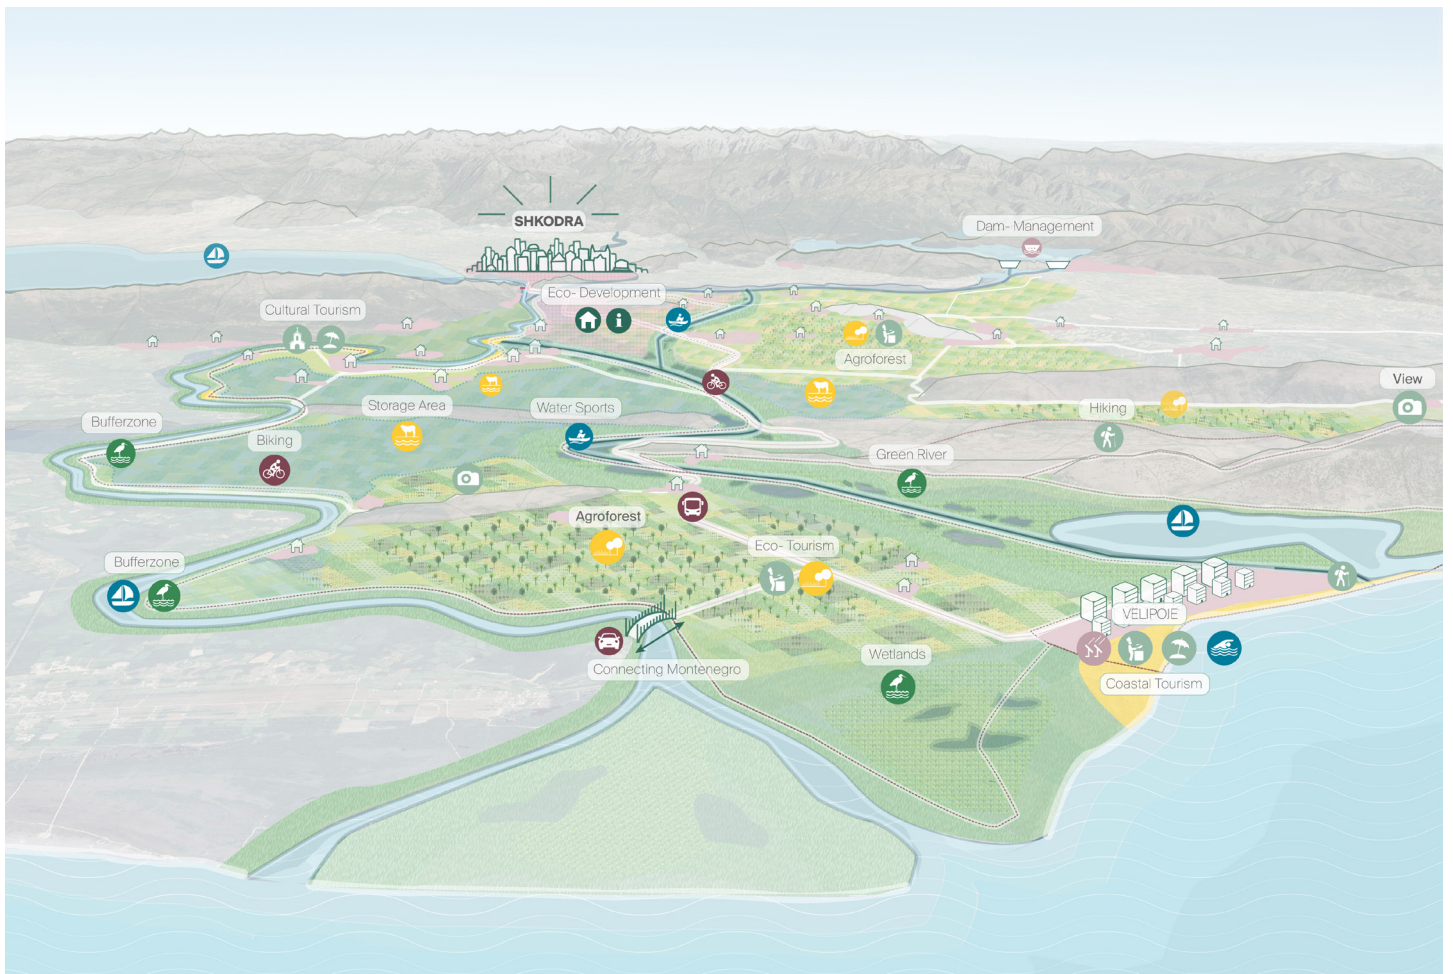 SHKODRA
Dam- Management
Eco- Development
Cultural Tourism
Agroforest
View
Storage Area
Water Sports
Hiking
Bufferzone
Biking
Green River
Agroforest
Eco- Tourism
Bufferzone
VELIPOJE
Wetlands
Connecting Montenegro
Coastal Tourism